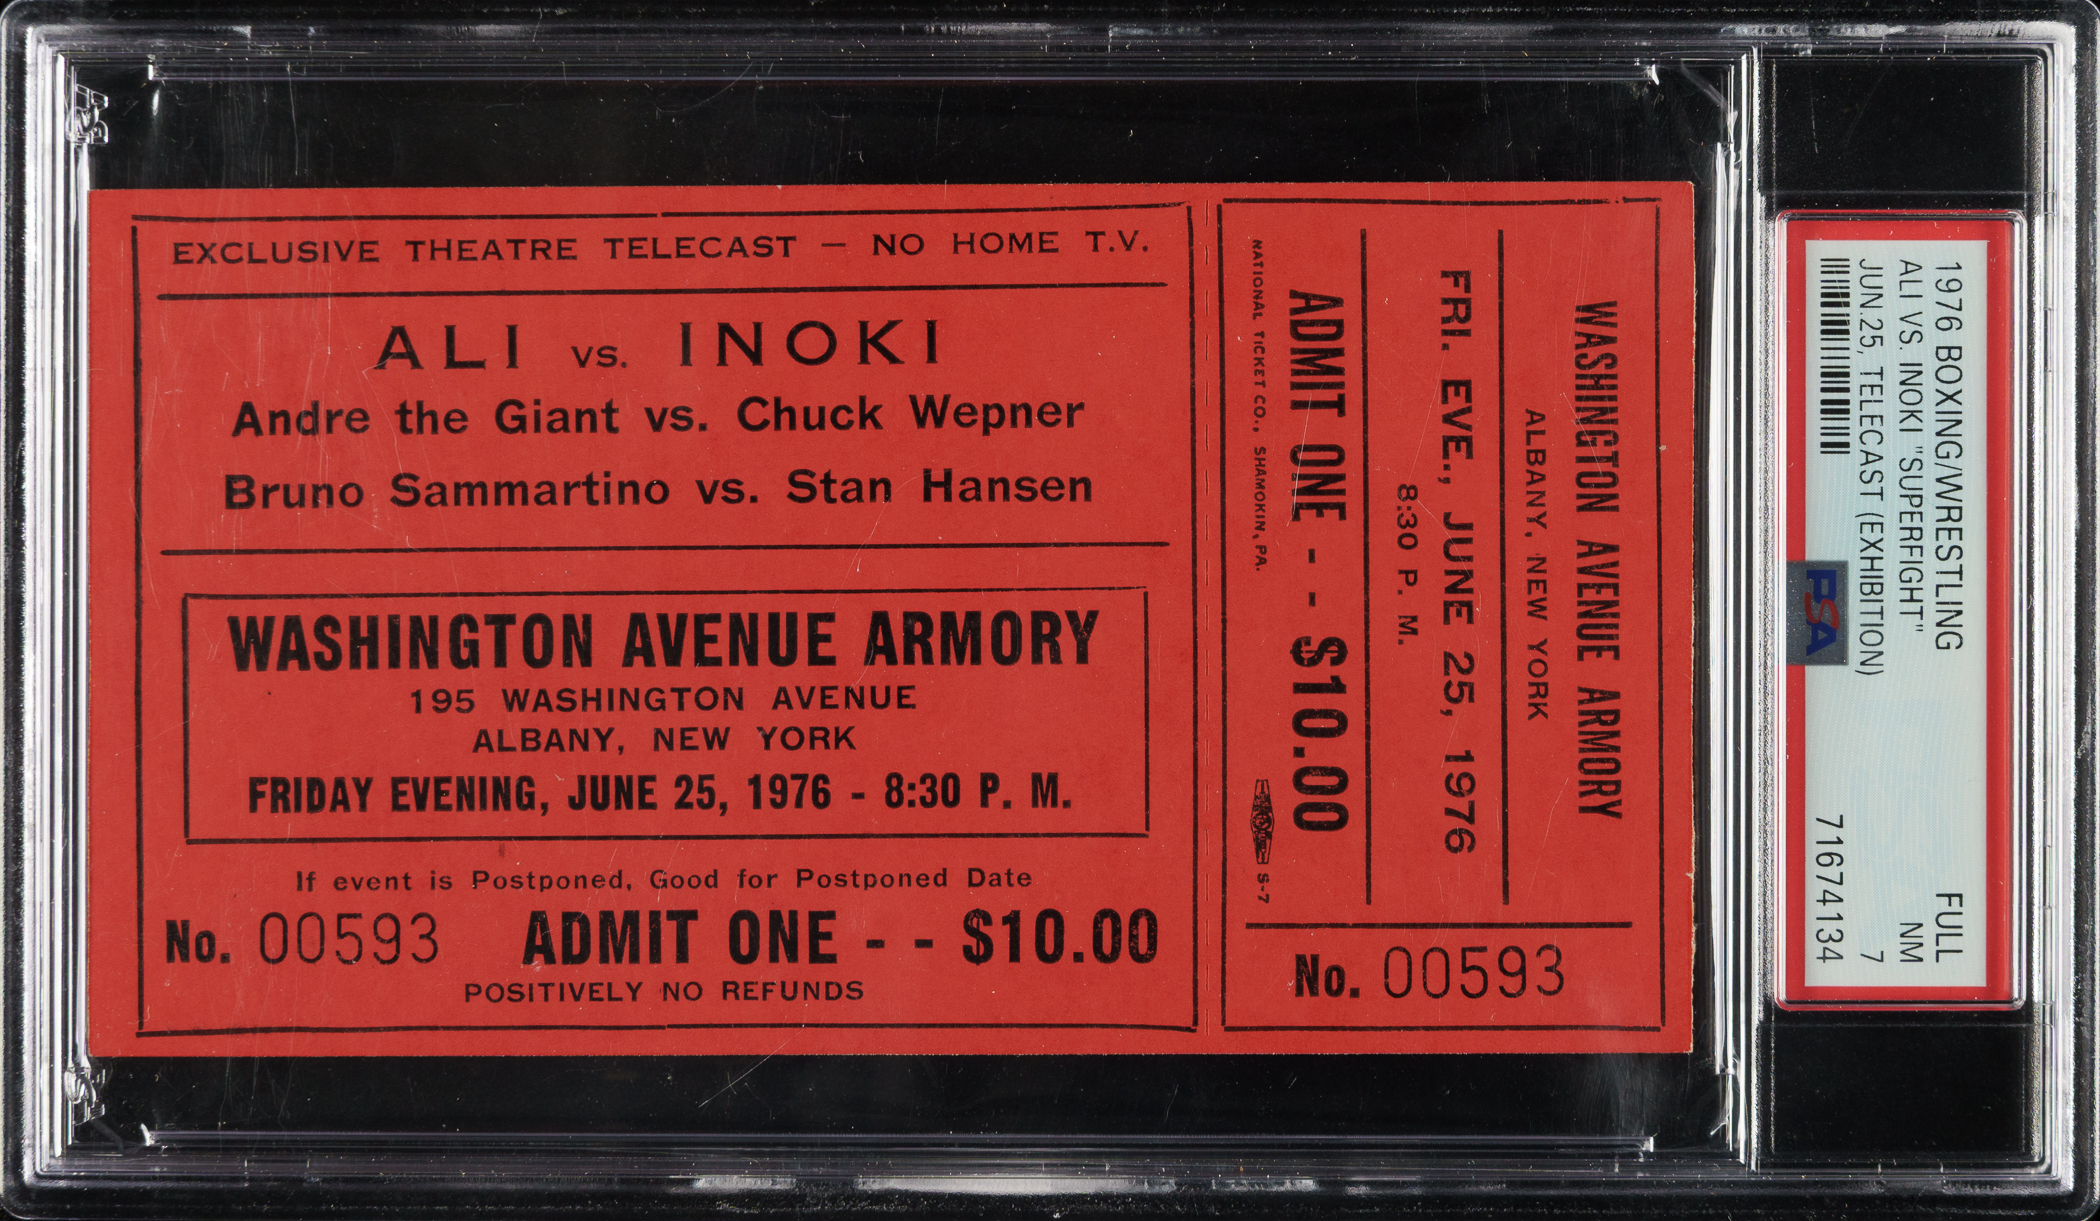 EXCLUSIVE THEATRE TELECAST — NO HOME T.V.
ALI vs. INOKI
Andre the Giant vs. Chuck Wepner
Bruno Sammartino vs. Stan Hansen
WASHINGTON AVENUE ARMORY
195 WASHINGTON AVENUE
ALBANY, NEW YORK
FRIDAY EVENING, JUNE 25, 1976 - 8:30 P. M.
If event is Postponed, Good for Postponed Date
No. 00593 ADMIT ONE - - $10.00
POSITIVELY NO REFUNDS
WASHINGTON AVENUE ARMORY
ALBANY, NEW YORK
FRI. EVE., JUNE 25, 1976
8:30 P. M.
ADMIT ONE - - $10.00
NATIONAL TICKET CO., SHAMOKIN, PA. S-7
No. 00593
1976 BOXING/WRESTLING FULL
ALI VS. INOKI "SUPERFIGHT" NM
JUN.25, TELECAST (EXHIBITION) 7
71674134
PSA